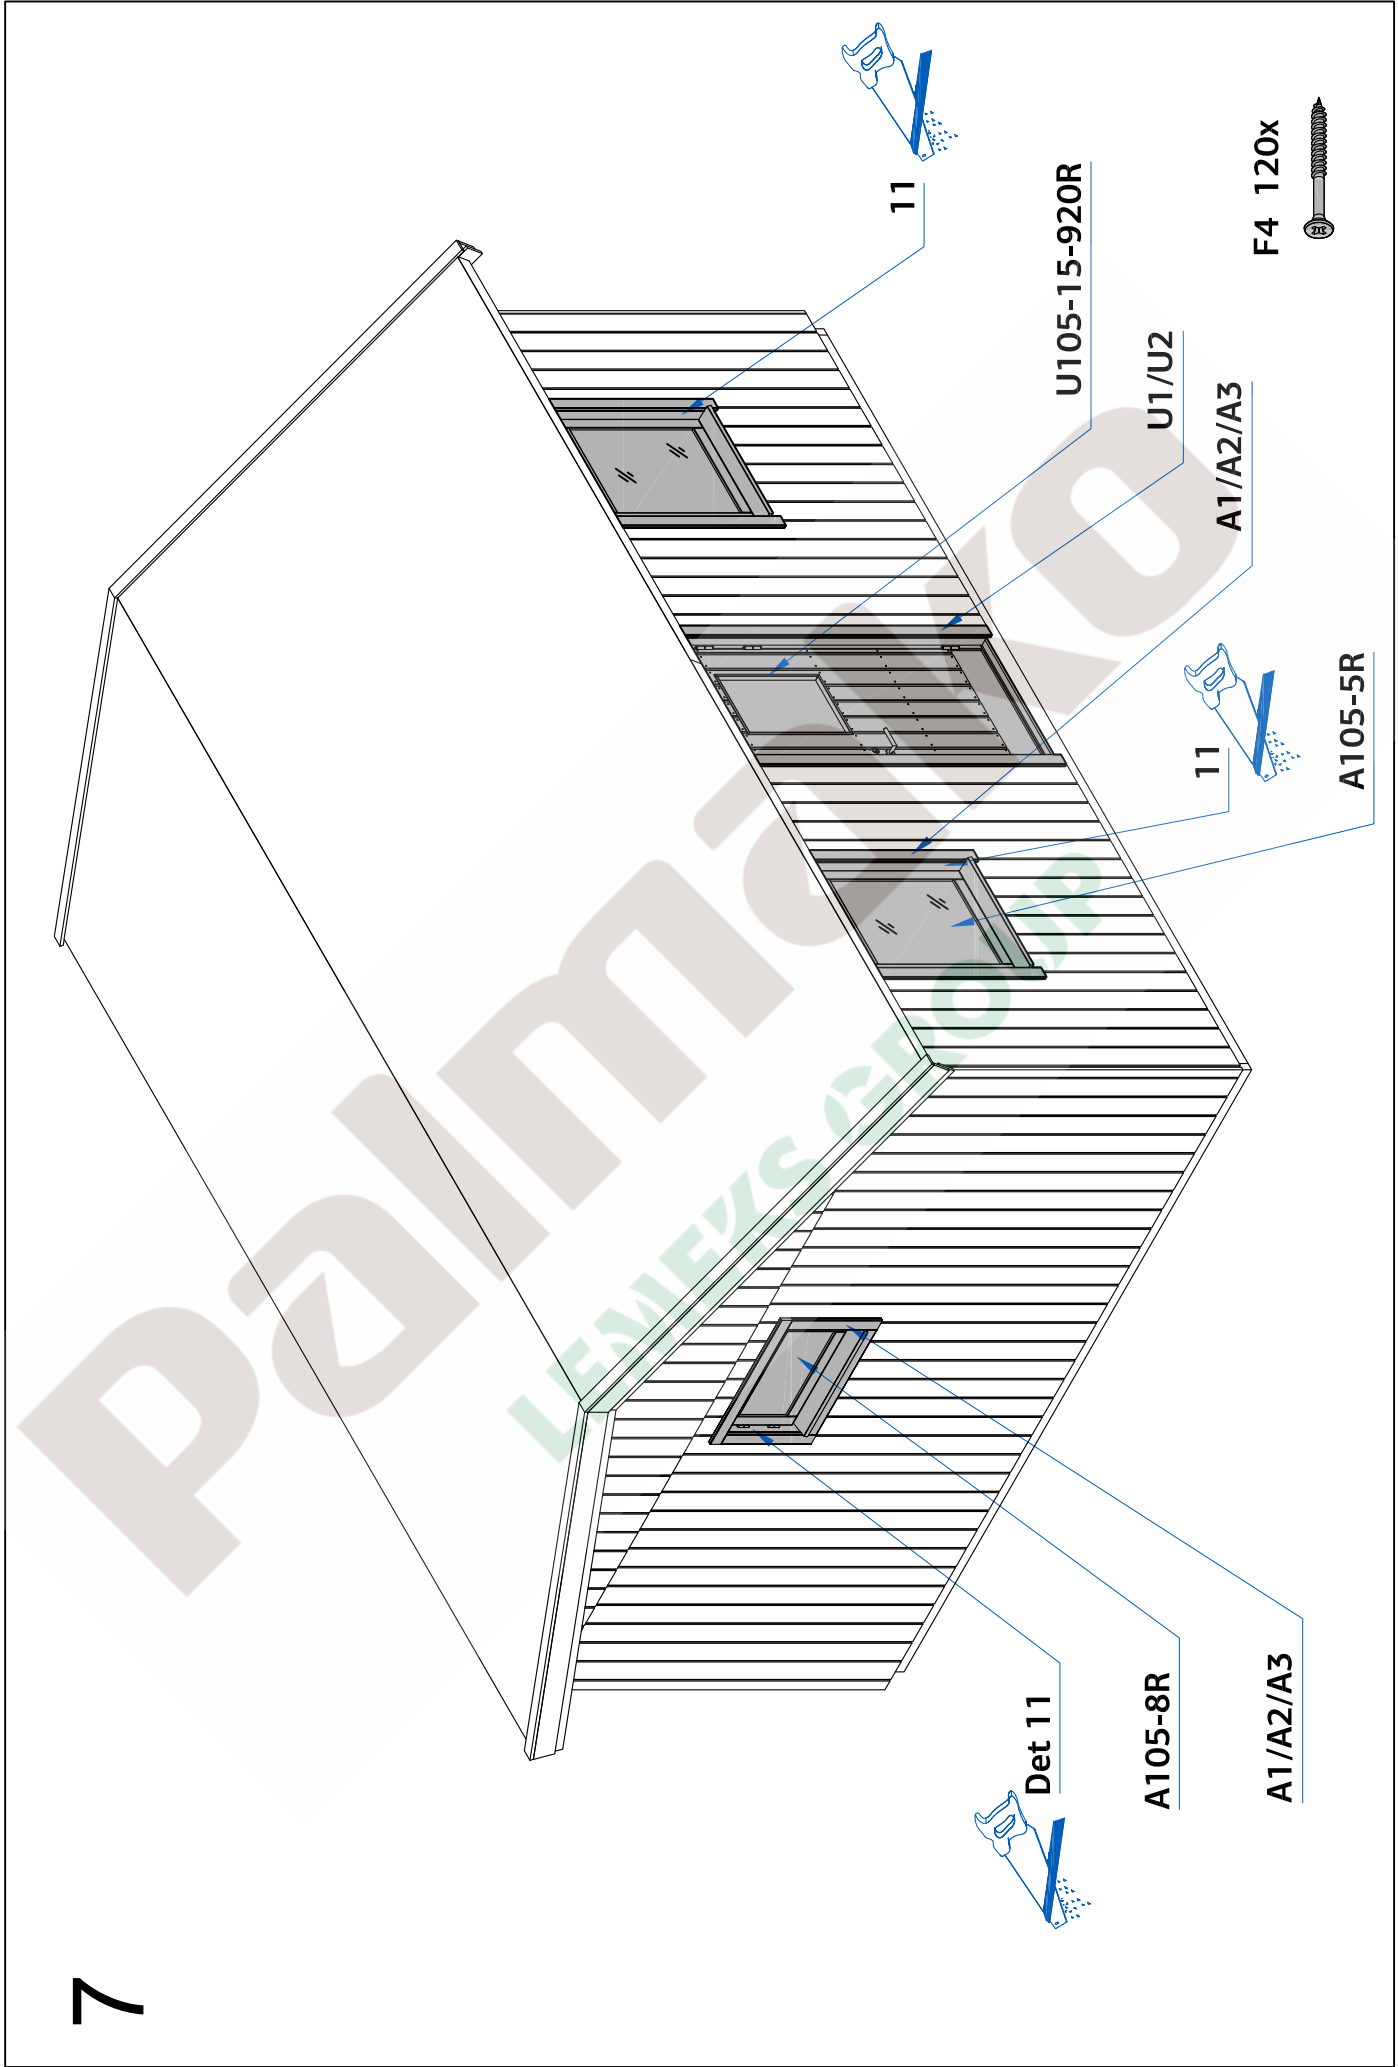 7
11
U105-15-920R
F4 120x
U1/U2
A1/A2/A3
11
A105-5R
Det 11
A105-8R
A1/A2/A3
Palmako
LEMEKS GROUP